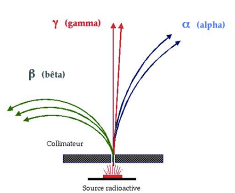 γ (gamma)
α (alpha)
β (bêta)
Collimateur
Source radioactive